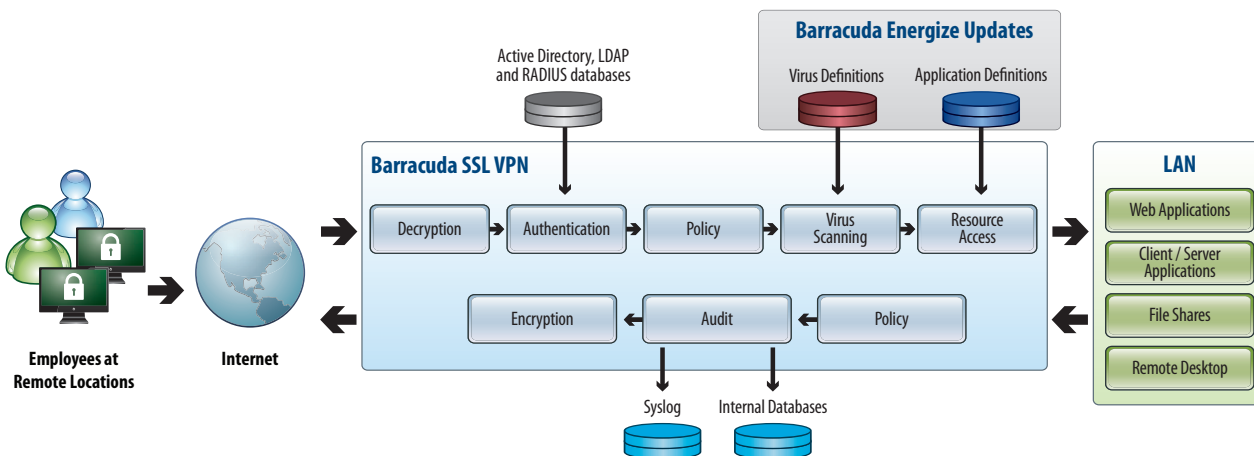 Barracuda Energize Updates
Active Directory, LDAP
and RADIUS databases
Virus Definitions
Application Definitions
Barracuda SSL VPN
LAN
Decryption
Authentication
Policy
Virus
Scanning
Resource
Access
Web Applications
Client / Server
Applications
File Shares
Remote Desktop
Encryption
Audit
Policy
Employees at
Remote Locations
Internet
Syslog
Internal Databases